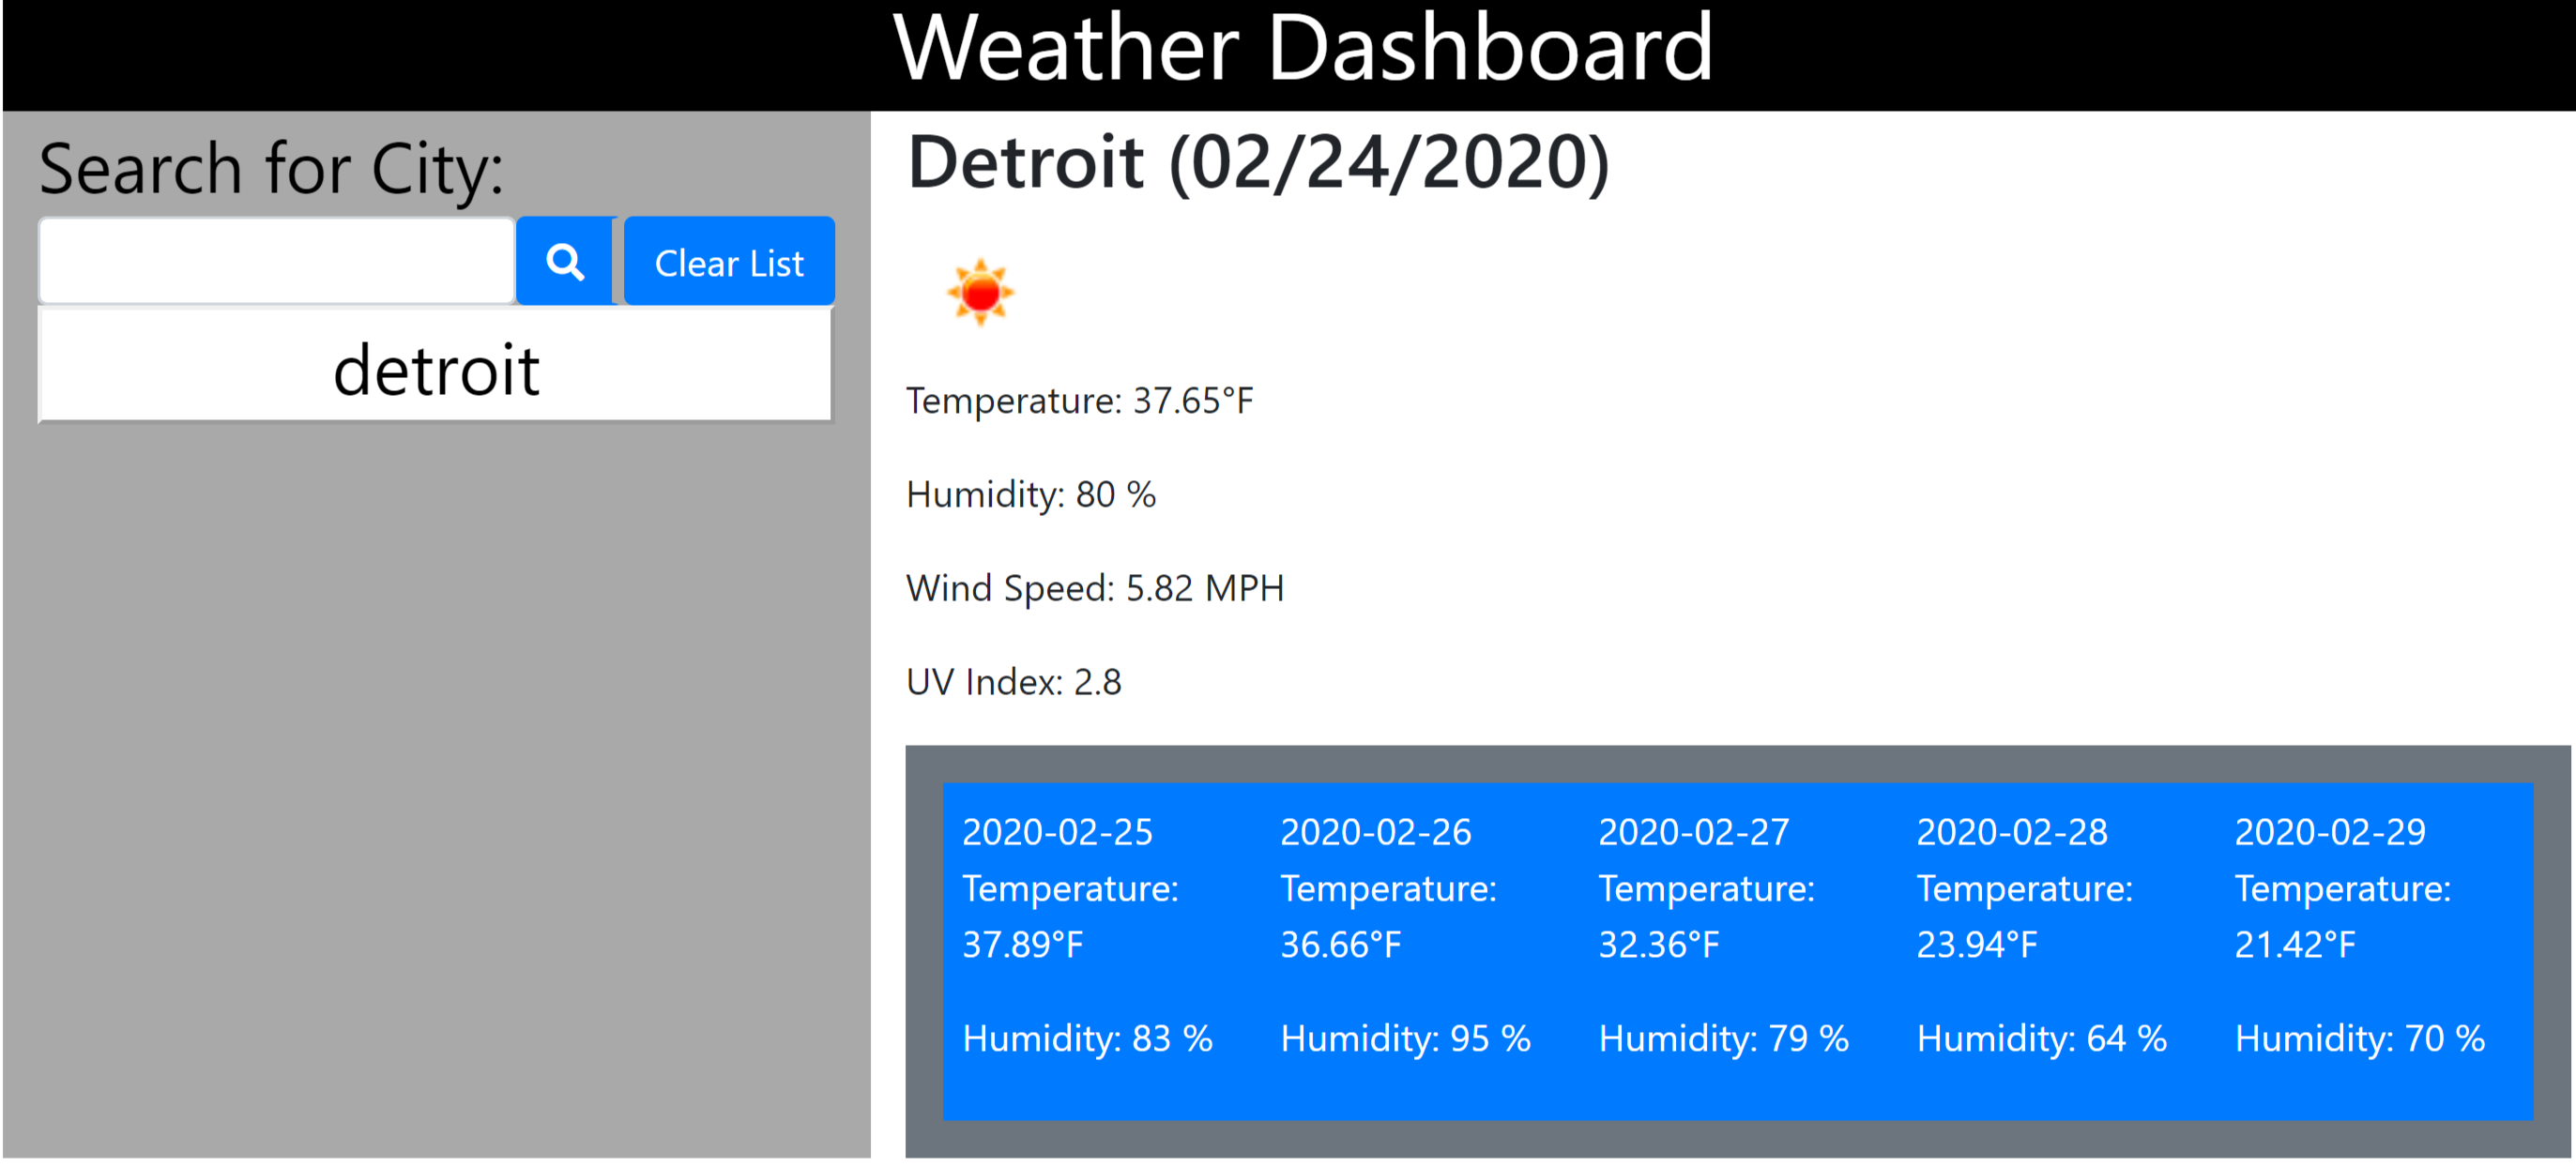 Weather Dashboard
Search for City:
Clear List
detroit
Detroit (02/24/2020)
Temperature: 37.65°F
Humidity: 80 %
Wind Speed: 5.82 MPH
UV Index: 2.8
2020-02-25
Temperature:
37.89°F
Humidity: 83 %
2020-02-26
Temperature:
36.66°F
Humidity: 95 %
2020-02-27
Temperature:
32.36°F
Humidity: 79 %
2020-02-28
Temperature:
23.94°F
Humidity: 64 %
2020-02-29
Temperature:
21.42°F
Humidity: 70 %